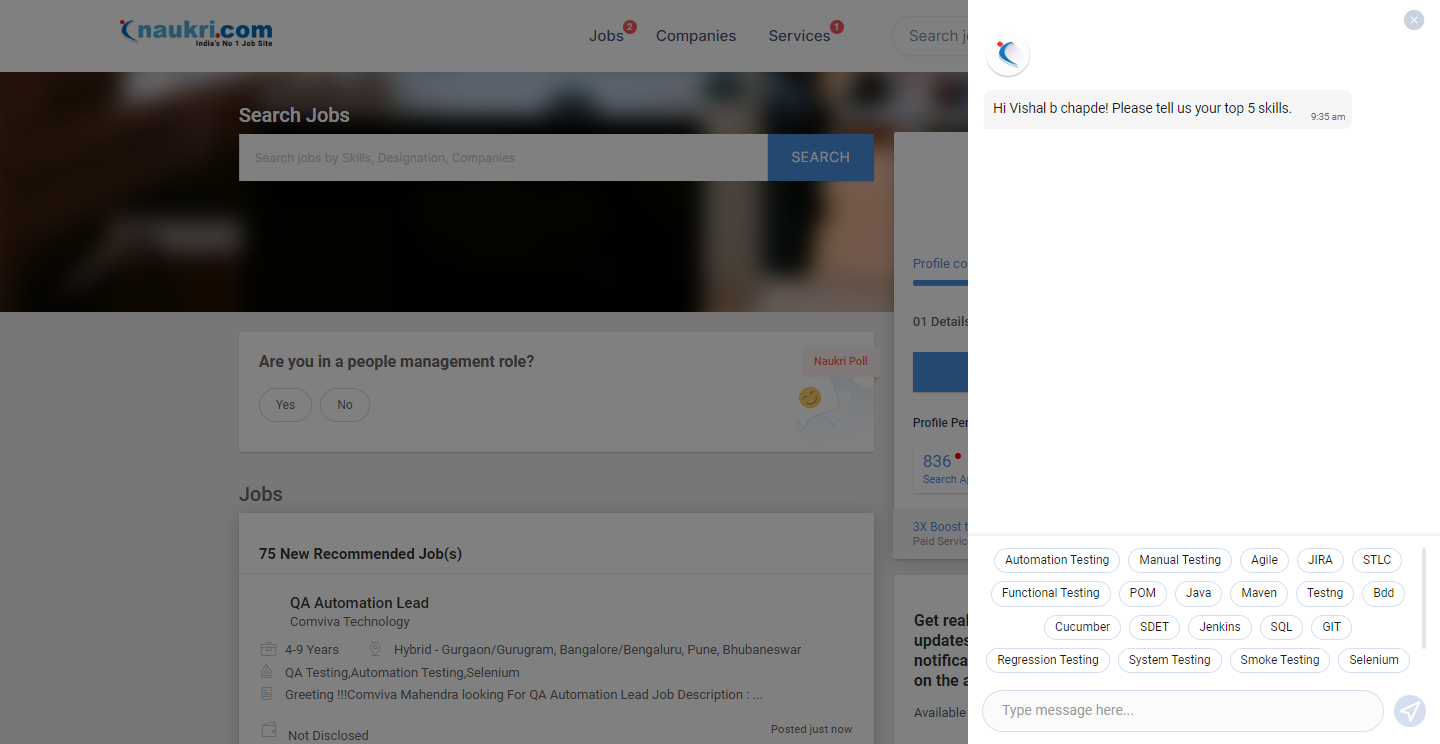 naukri.com
India's No 1 Job Site
Jobs 2
Companies
Services 1
Search jo
Search Jobs
Search jobs by Skills, Designation, Companies
SEARCH
Are you in a people management role?
Naukri Poll
Yes
No
Jobs
75 New Recommended Job(s)
QA Automation Lead
Comviva Technology
4-9 Years
Hybrid - Gurgaon/Gurugram, Bangalore/Bengaluru, Pune, Bhubaneswar
QA Testing,Automation Testing,Selenium
Greeting !!!Comviva Mahendra looking For QA Automation Lead Job Description : ...
Not Disclosed
Posted just now
Profile co
01 Details
Profile Per
836
Search Ap
3X Boost t
Paid Servic
Get real
updates
notifica
on the a
Available
Hi Vishal b chapde! Please tell us your top 5 skills.
9:35 am
Automation Testing
Manual Testing
Agile
JIRA
STLC
Functional Testing
POM
Java
Maven
Testng
Bdd
Cucumber
SDET
Jenkins
SQL
GIT
Regression Testing
System Testing
Smoke Testing
Selenium
Type message here...